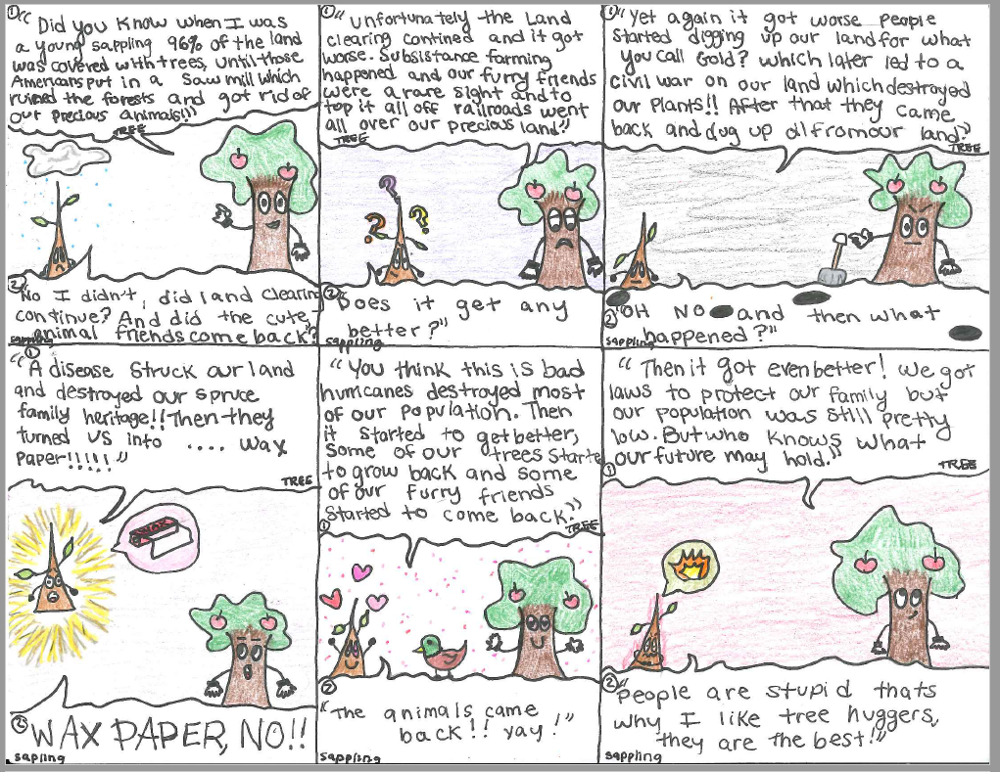 ① "Did you Know when I was
a young sappling 96% of the land
was covered with trees, until those
Americans put in a saw mill which
ruined the forests and got rid of
our precious animals!"
TREE
② "No I didn't, did land clearing
continue? And did the cute
animal friends come back?"
sappling
① "unfortunately the Land
clearing contined and it got
worse. Subsistance farming
happened and our furry friends
were a rare sight and to
top it all off railroads went
all over our precious land."
TREE
? ? ?
② "Does it get any
better?"
sappling
① "Yet again it got worse people
started digging up our land for what
you call Gold? which later led to a
civil war on our land which destroyed
our plants!! After that they came
back and dug up oil from our land."
TREE
② "OH NO and then what
happened?"
sappling
① "A disease struck our land
and destroyed our spruce
family heritage!! Then they
turned us into .... wax
paper!!!!!"
TREE
WAX
② WAX PAPER, NO!!
sappling
"You think this is bad
hurricanes destroyed most
of our population. Then
it started to get better,
some of our trees starte
to grow back and some
of our furry friends
started to come back."
① TREE
② "The animals came
back!! yay!"
sappling
"Then it got even better! We got
laws to protect our family but
our population was still pretty
low. But who knows what
our future may hold."
① TREE
② "People are stupid thats
why I like tree huggers,
they are the best!"
sappling